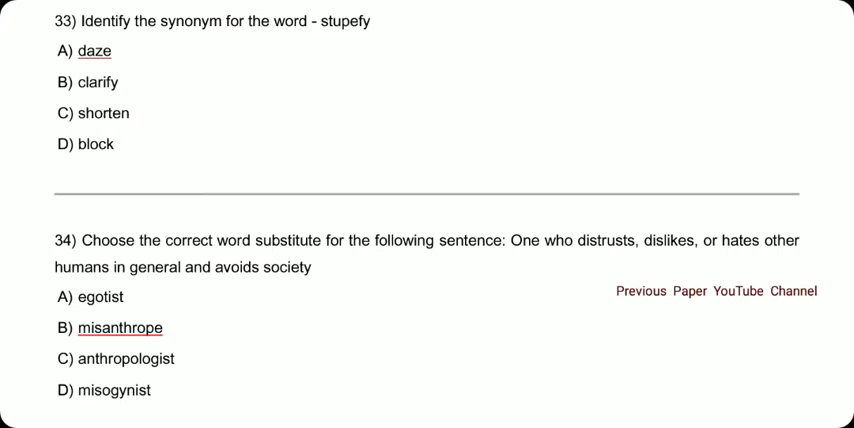 33) Identify the synonym for the word - stupefy
A) daze
B) clarify
C) shorten
D) block
34) Choose the correct word substitute for the following sentence: One who distrusts, dislikes, or hates other
humans in general and avoids society
A) egotist
Previous Paper YouTube Channel
B) misanthrope
C) anthropologist
D) misogynist